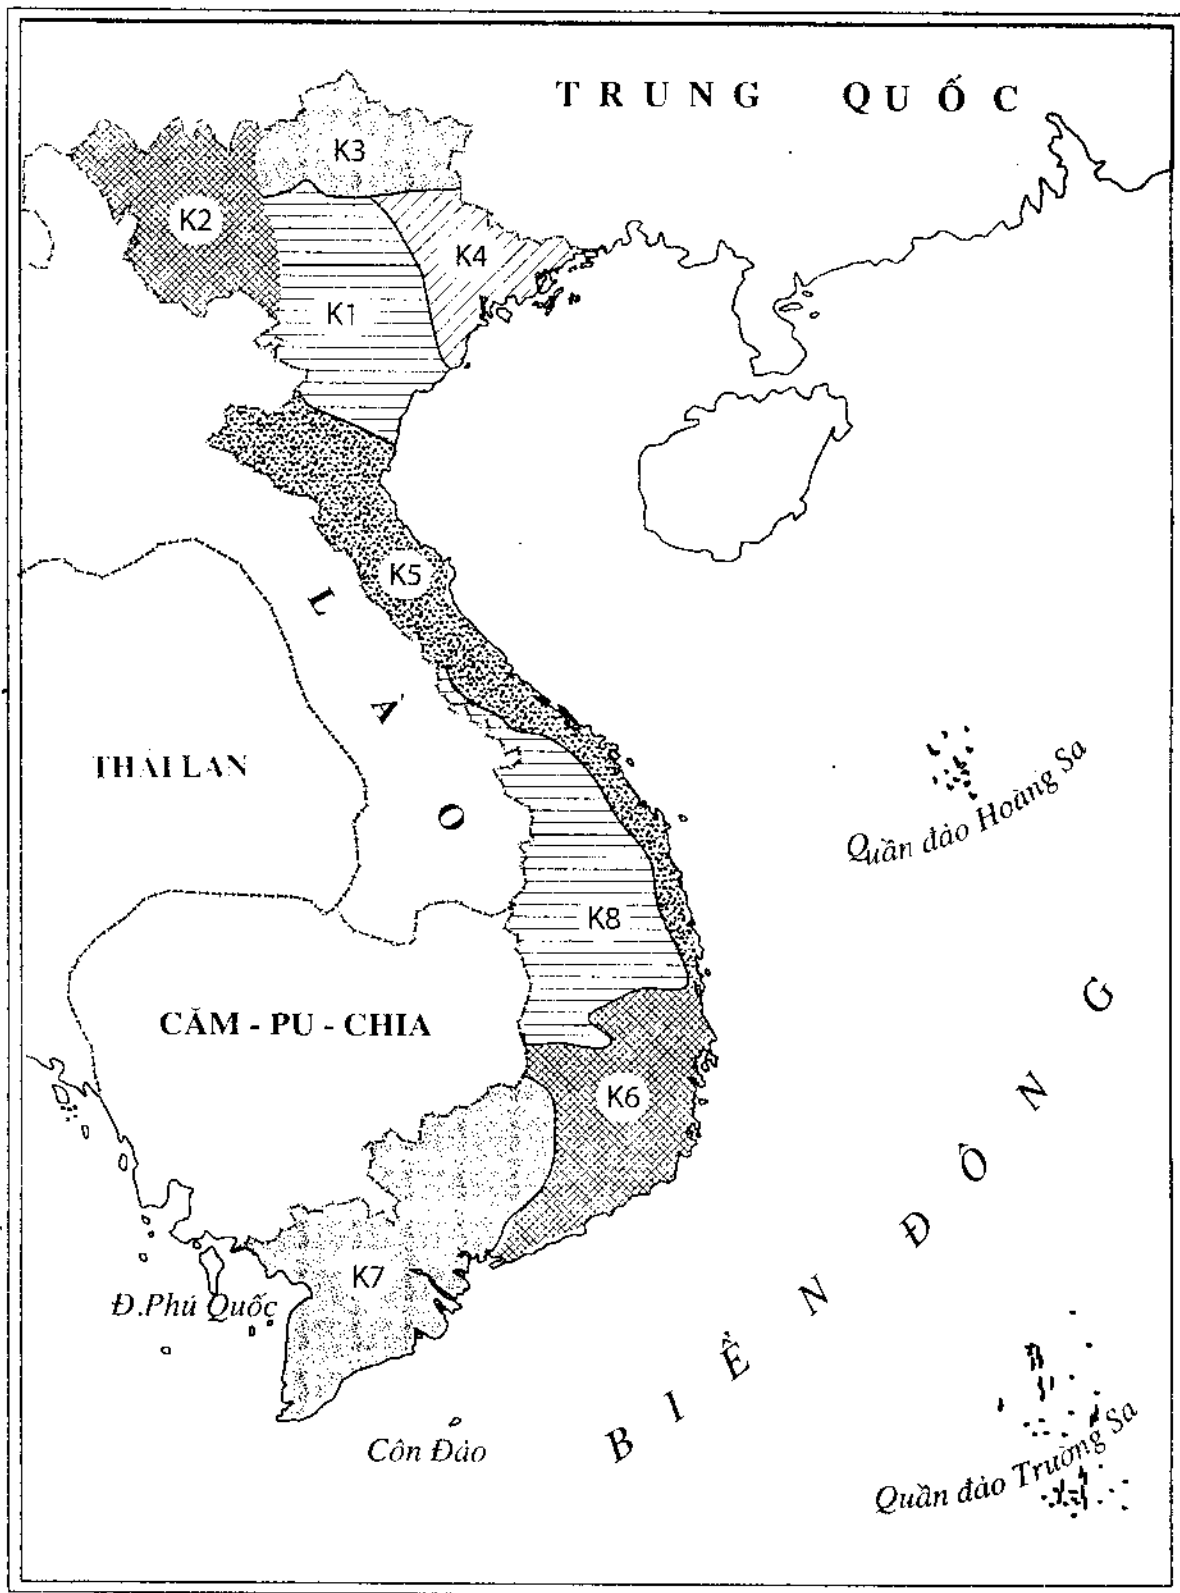 TRUNG QUỐC
K3
K2
K4
K1
K5
LÀO
THÁI LAN
Quần đảo Hoàng Sa
K8
CĂM - PU - CHIA
K6
K7
Đ.Phú Quốc
BIỂN ĐÔNG
Côn Đảo
Quần đảo Trường Sa